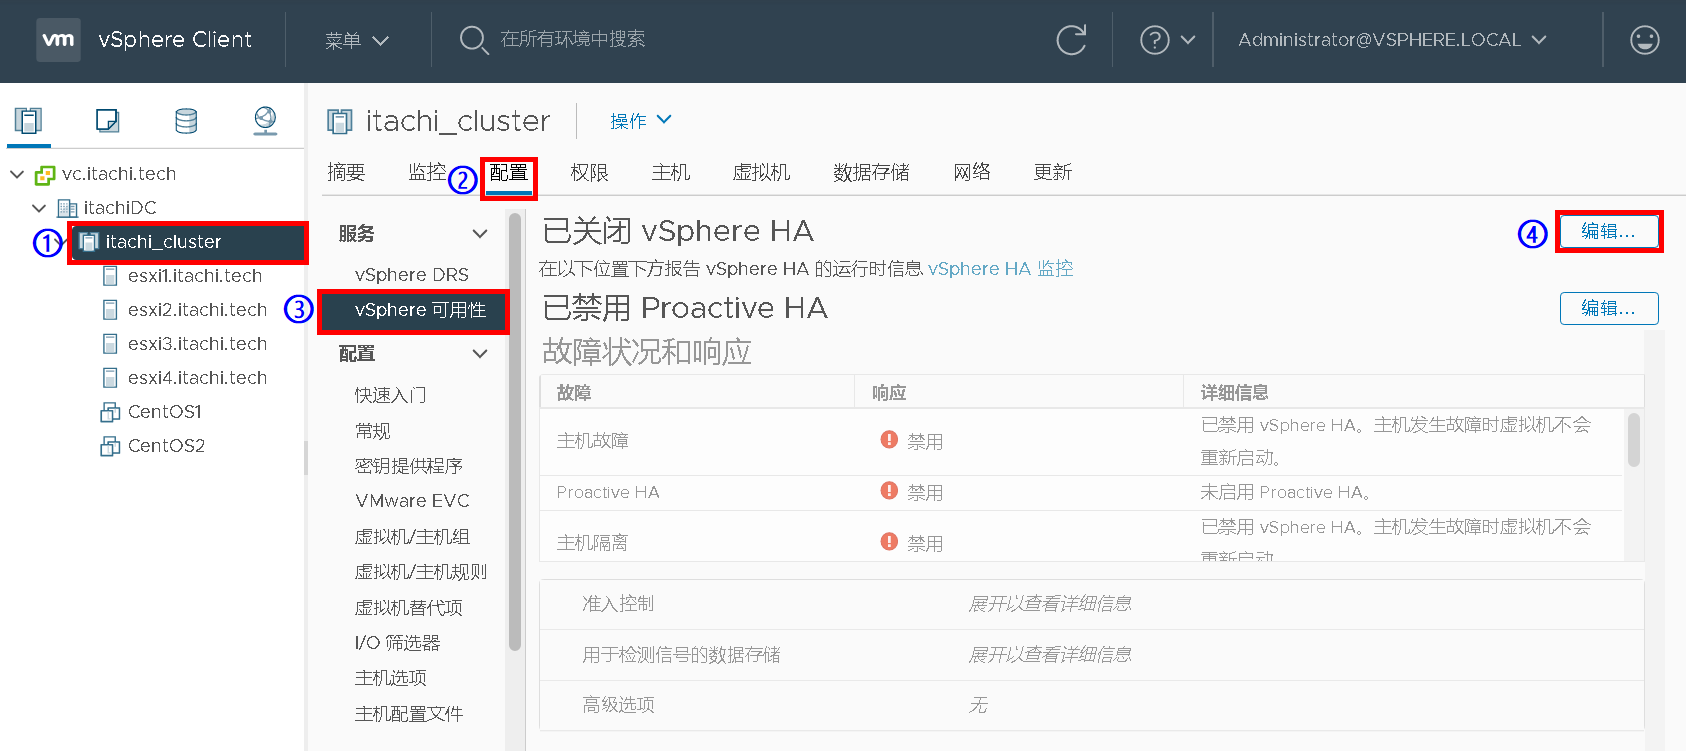 vm vSphere Client 菜单 在所有环境中搜索 Administrator@VSPHERE.LOCAL
itachi_cluster 操作
摘要 监控 ② 配置 权限 主机 虚拟机 数据存储 网络 更新
vc.itachi.tech
itachiDC
① itachi_cluster
esxi1.itachi.tech
esxi2.itachi.tech
esxi3.itachi.tech
esxi4.itachi.tech
CentOS1
CentOS2
服务
vSphere DRS
③ vSphere 可用性
配置
快速入门
常规
密钥提供程序
VMware EVC
虚拟机/主机组
虚拟机/主机规则
虚拟机替代项
I/O 筛选器
主机选项
主机配置文件
已关闭 vSphere HA ④ 编辑...
在以下位置下方报告 vSphere HA 的运行时信息 vSphere HA 监控
已禁用 Proactive HA 编辑...
故障状况和响应
故障 响应 详细信息
主机故障 禁用 已禁用 vSphere HA。主机发生故障时虚拟机不会
重新启动。
Proactive HA 禁用 未启用 Proactive HA。
主机隔离 禁用 已禁用 vSphere HA。主机发生故障时虚拟机不会
重新启动
准入控制 展开以查看详细信息
用于检测信号的数据存储 展开以查看详细信息
高级选项 无